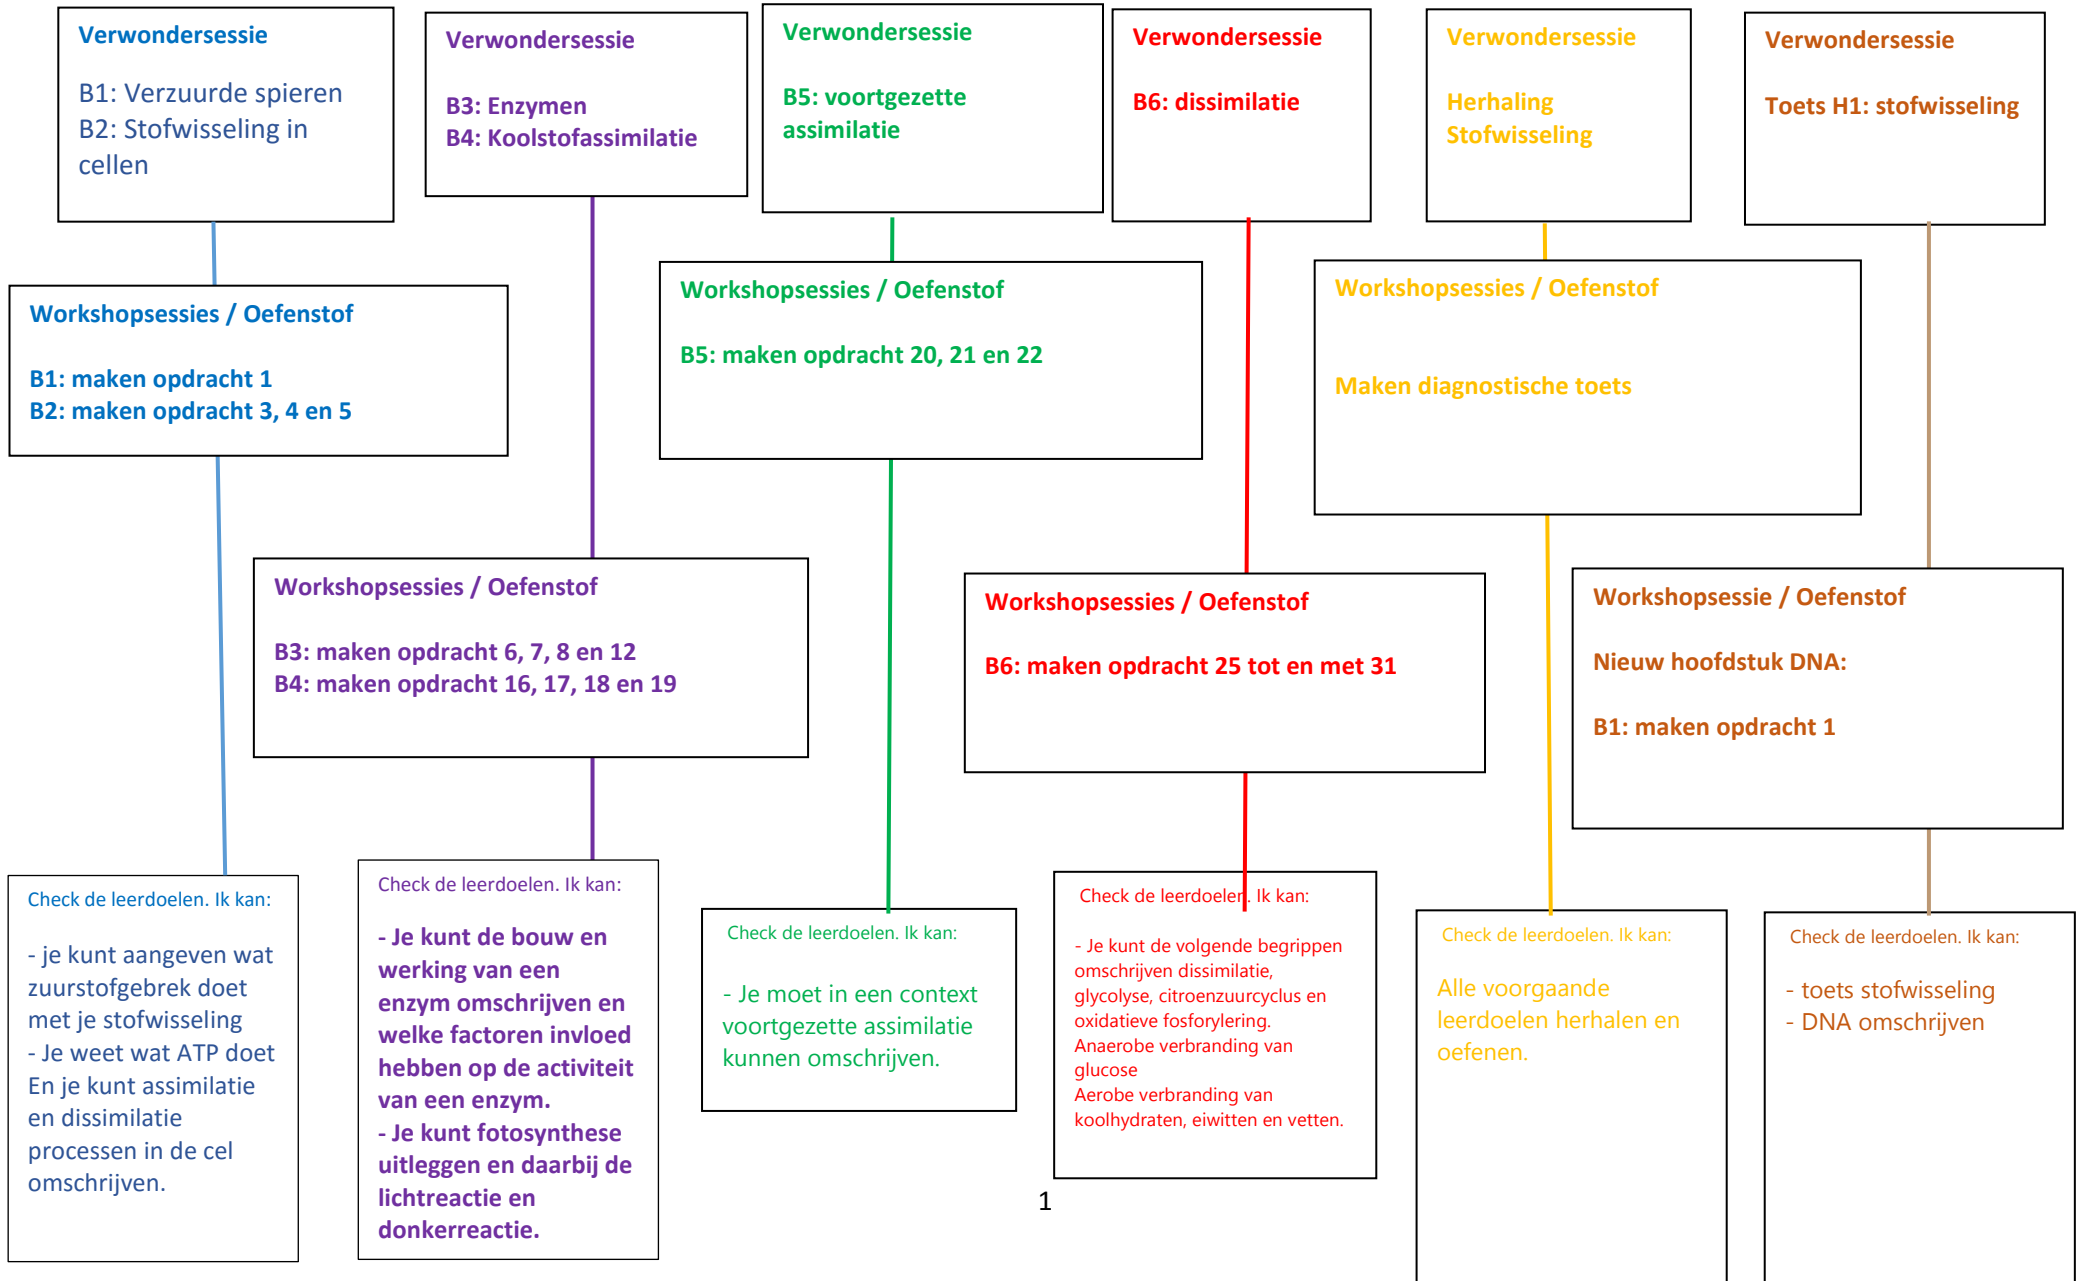 Verwondersessie
B1: Verzuurde spieren
B2: Stofwisseling in
cellen
Verwondersessie
B3: Enzymen
B4: Koolstofassimilatie
Verwondersessie
B5: voortgezette
assimilatie
Verwondersessie
B6: dissimilatie
Verwondersessie
Herhaling
Stofwisseling
Verwondersessie
Toets H1: stofwisseling
Workshopsessies / Oefenstof
B1: maken opdracht 1
B2: maken opdracht 3, 4 en 5
Workshopsessies / Oefenstof
B3: maken opdracht 6, 7, 8 en 12
B4: maken opdracht 16, 17, 18 en 19
Workshopsessies / Oefenstof
B5: maken opdracht 20, 21 en 22
Workshopsessies / Oefenstof
B6: maken opdracht 25 tot en met 31
Workshopsessies / Oefenstof
Maken diagnostische toets
Workshopsessie / Oefenstof
Nieuw hoofdstuk DNA:
B1: maken opdracht 1
Check de leerdoelen. Ik kan:
- je kunt aangeven wat
zuurstofgebrek doet
met je stofwisseling
- Je weet wat ATP doet
En je kunt assimilatie
en dissimilatie
processen in de cel
omschrijven.
Check de leerdoelen. Ik kan:
- Je kunt de bouw en
werking van een
enzym omschrijven en
welke factoren invloed
hebben op de activiteit
van een enzym.
- Je kunt fotosynthese
uitleggen en daarbij de
lichtreactie en
donkerreactie.
Check de leerdoelen. Ik kan:
- Je moet in een context
voortgezette assimilatie
kunnen omschrijven.
Check de leerdoelen. Ik kan:
- Je kunt de volgende begrippen
omschrijven dissimilatie,
glycolyse, citroenzuurcyclus en
oxidatieve fosforylering.
Anaerobe verbranding van
glucose
Aerobe verbranding van
koolhydraten, eiwitten en vetten.
Check de leerdoelen. Ik kan:
Alle voorgaande
leerdoelen herhalen en
oefenen.
Check de leerdoelen. Ik kan:
- toets stofwisseling
- DNA omschrijven
1